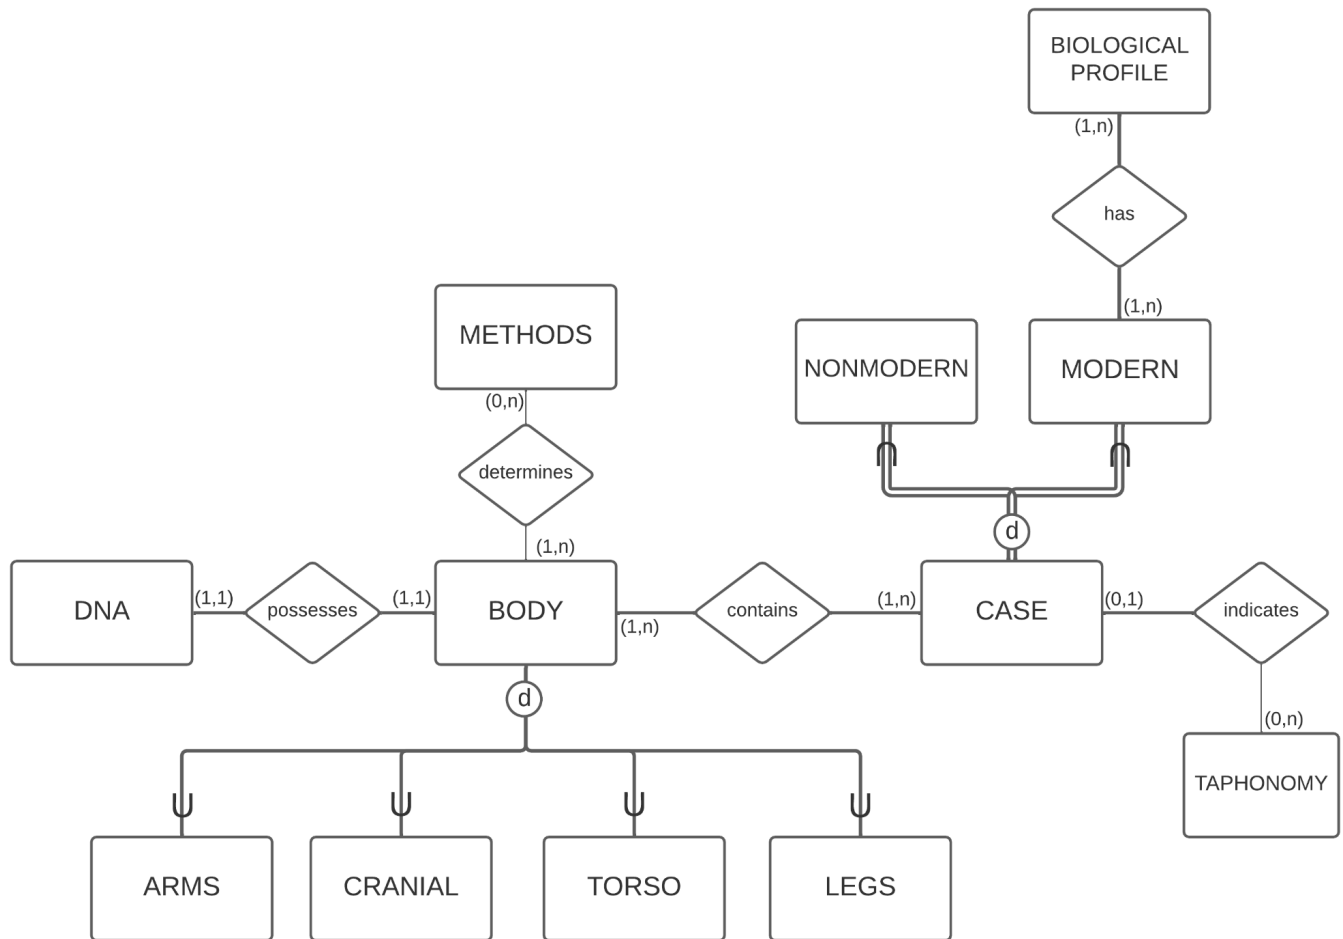 BIOLOGICAL
PROFILE
(1,n)
has
(1,n)
METHODS
NONMODERN
MODERN
(0,n)
determines
(1,n)
d
DNA
(1,1)
possesses
(1,1)
BODY
(1,n)
contains
(1,n)
CASE
(0,1)
indicates
d
(0,n)
TAPHONOMY
ARMS
CRANIAL
TORSO
LEGS